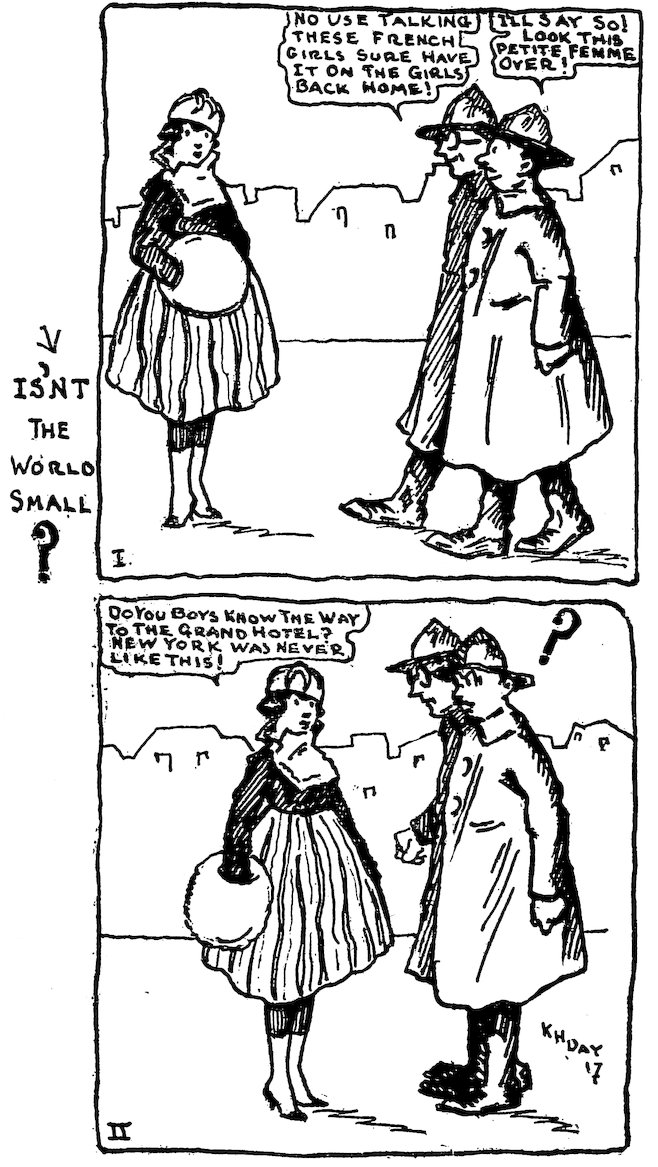 NO USE TALKING
THESE FRENCH
GIRLS SURE HAVE
IT ON THE GIRLS
BACK HOME!
I'LL SAY SO!
LOOK THIS
PETITE FEMME
OVER!
IS'NT
THE
WORLD
SMALL
?
I
DO YOU BOYS KNOW THE WAY
TO THE GRAND HOTEL?
NEW YORK WAS NEVER
LIKE THIS!
?
KHDAY
'17
II